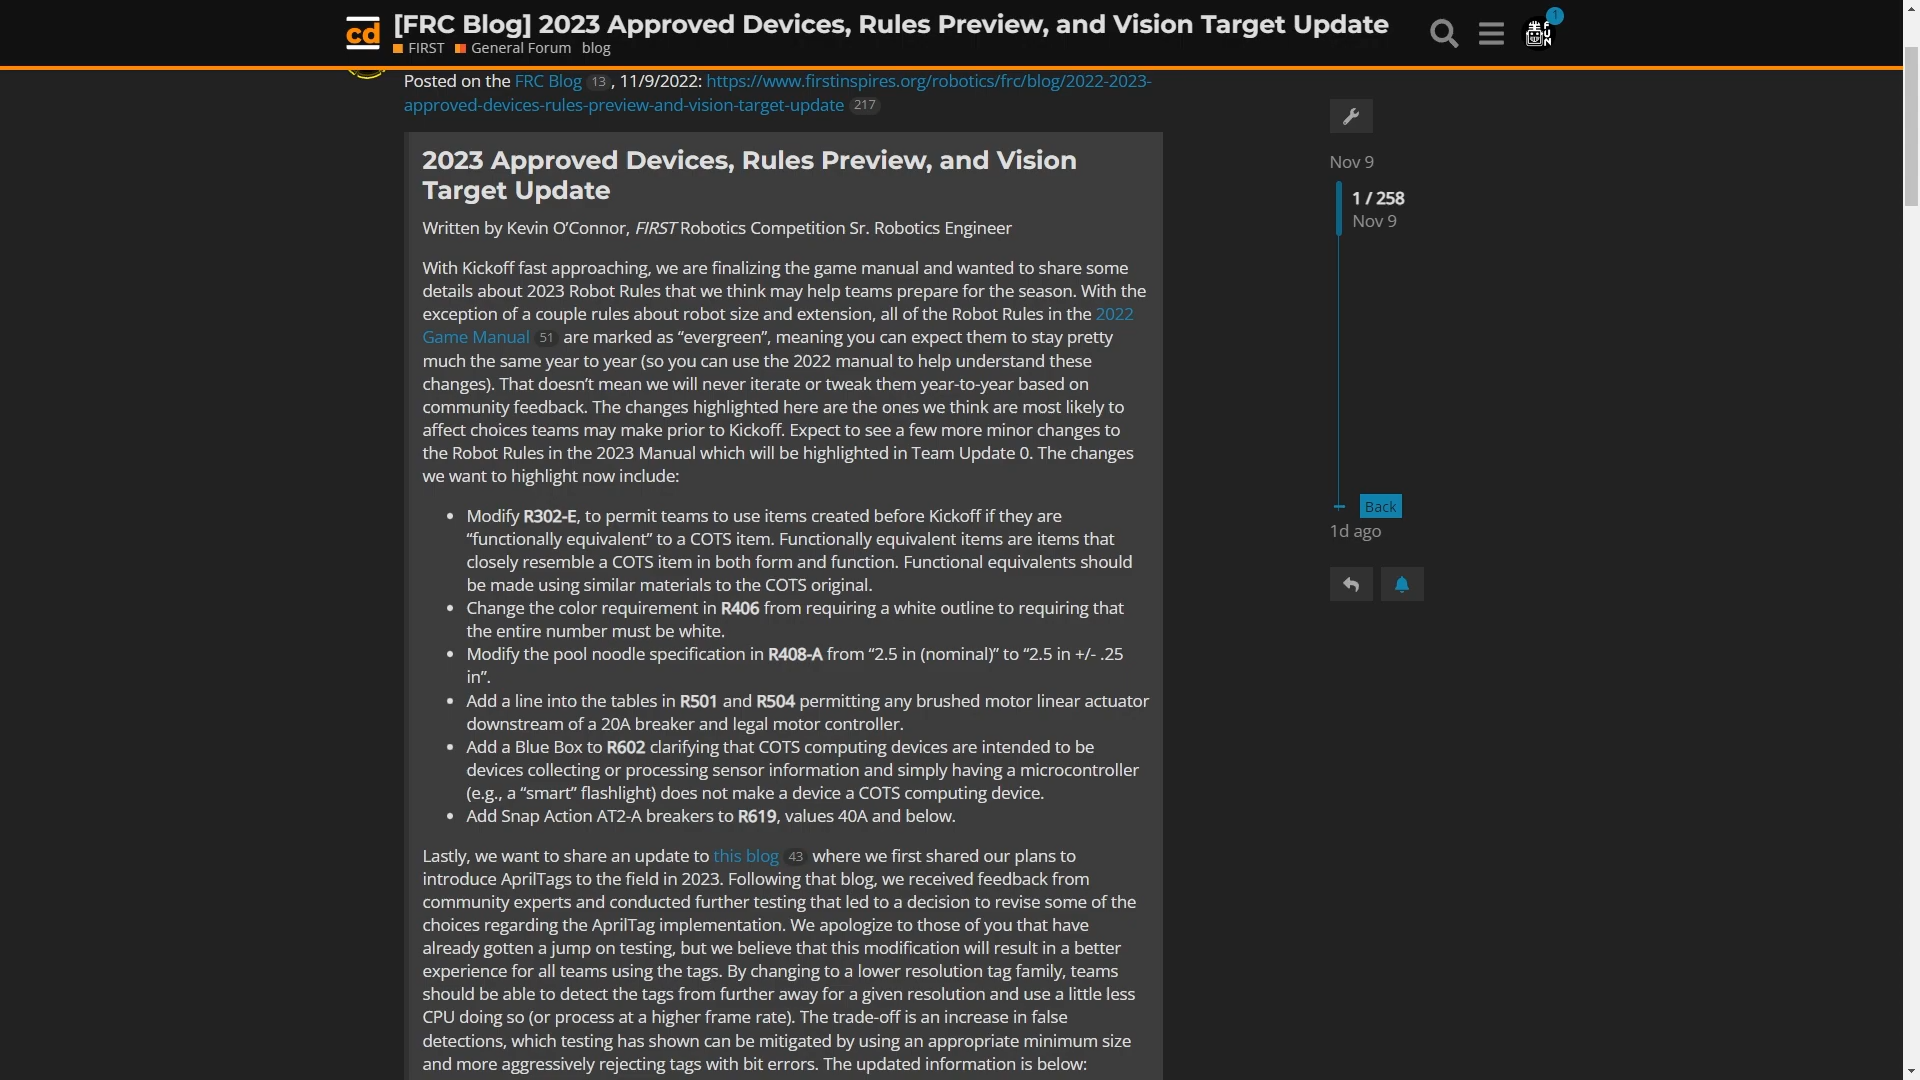 cd
[FRC Blog] 2023 Approved Devices, Rules Preview, and Vision Target Update
FIRST General Forum blog
1
Posted on the FRC Blog 13 , 11/9/2022: https://www.firstinspires.org/robotics/frc/blog/2022-2023-
approved-devices-rules-preview-and-vision-target-update 217
2023 Approved Devices, Rules Preview, and Vision
Target Update
Written by Kevin O’Connor, FIRST Robotics Competition Sr. Robotics Engineer
With Kickoff fast approaching, we are finalizing the game manual and wanted to share some
details about 2023 Robot Rules that we think may help teams prepare for the season. With the
exception of a couple rules about robot size and extension, all of the Robot Rules in the 2022
Game Manual 51 are marked as “evergreen”, meaning you can expect them to stay pretty
much the same year to year (so you can use the 2022 manual to help understand these
changes). That doesn’t mean we will never iterate or tweak them year-to-year based on
community feedback. The changes highlighted here are the ones we think are most likely to
affect choices teams may make prior to Kickoff. Expect to see a few more minor changes to
the Robot Rules in the 2023 Manual which will be highlighted in Team Update 0. The changes
we want to highlight now include:
• Modify R302-E, to permit teams to use items created before Kickoff if they are
“functionally equivalent” to a COTS item. Functionally equivalent items are items that
closely resemble a COTS item in both form and function. Functional equivalents should
be made using similar materials to the COTS original.
• Change the color requirement in R406 from requiring a white outline to requiring that
the entire number must be white.
• Modify the pool noodle specification in R408-A from “2.5 in (nominal)” to “2.5 in +/- .25
in”.
• Add a line into the tables in R501 and R504 permitting any brushed motor linear actuator
downstream of a 20A breaker and legal motor controller.
• Add a Blue Box to R602 clarifying that COTS computing devices are intended to be
devices collecting or processing sensor information and simply having a microcontroller
(e.g., a “smart” flashlight) does not make a device a COTS computing device.
• Add Snap Action AT2-A breakers to R619, values 40A and below.
Lastly, we want to share an update to this blog 43 where we first shared our plans to
introduce AprilTags to the field in 2023. Following that blog, we received feedback from
community experts and conducted further testing that led to a decision to revise some of the
choices regarding the AprilTag implementation. We apologize to those of you that have
already gotten a jump on testing, but we believe that this modification will result in a better
experience for all teams using the tags. By changing to a lower resolution tag family, teams
should be able to detect the tags from further away for a given resolution and use a little less
CPU doing so (or process at a higher frame rate). The trade-off is an increase in false
detections, which testing has shown can be mitigated by using an appropriate minimum size
and more aggressively rejecting tags with bit errors. The updated information is below:
Nov 9
1 / 258
Nov 9
Back
1d ago